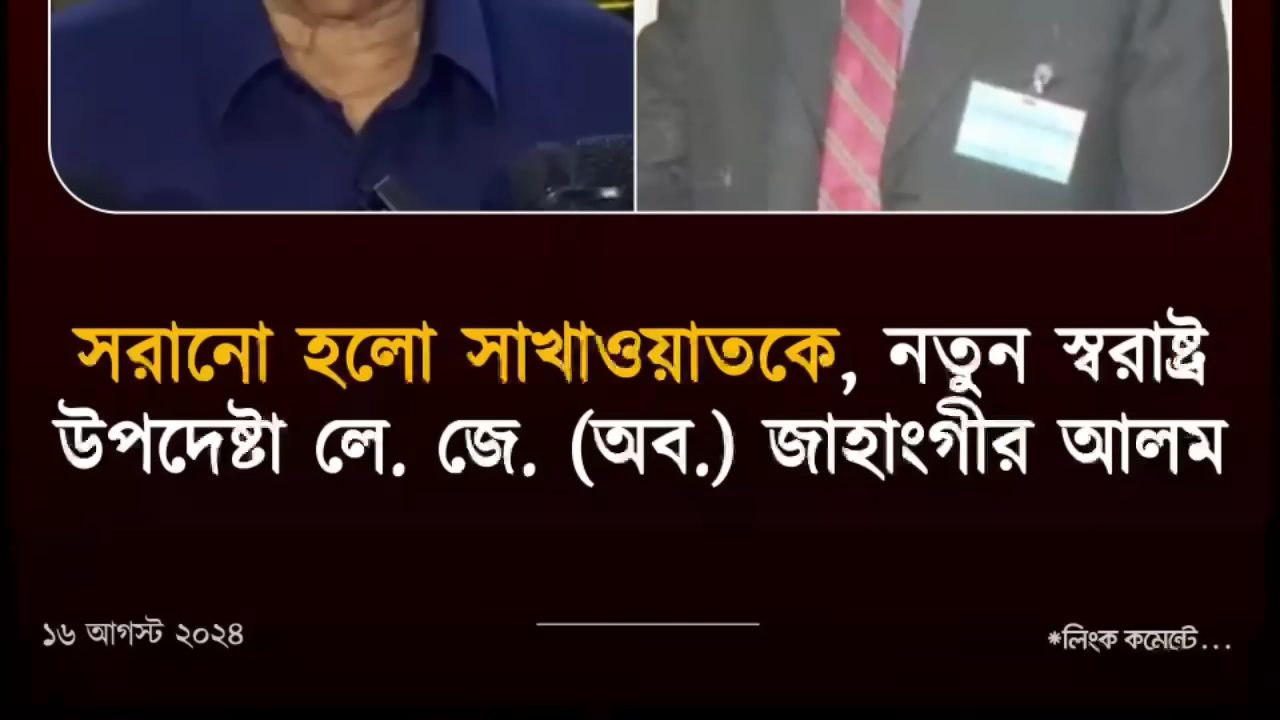 সরানো হলো সাখাওয়াতকে, নতুন স্বরাষ্ট্র
উপদেষ্টা লে. জে. (অব.) জাহাংগীর আলম
১৬ আগস্ট ২০২৪
*লিংক কমেন্টে...